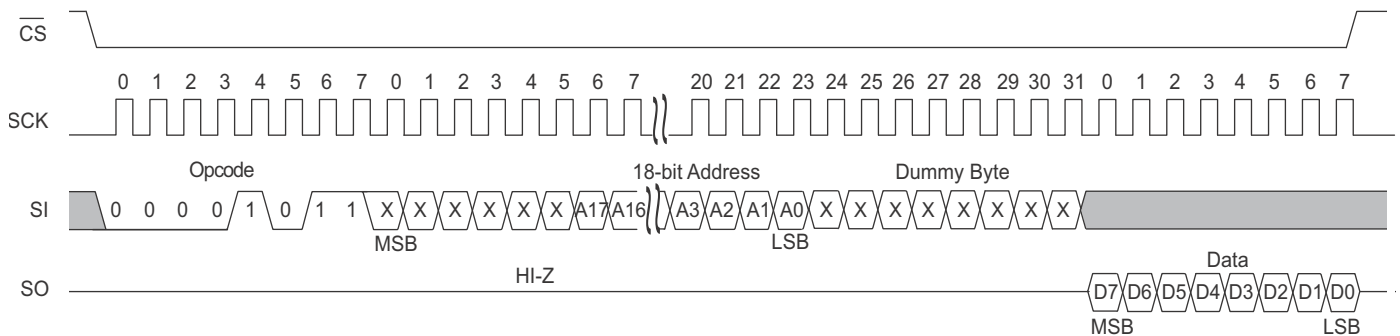 CS
0 1 2 3 4 5 6 7 0 1 2 3 4 5 6 7 20 21 22 23 24 25 26 27 28 29 30 31 0 1 2 3 4 5 6 7
SCK
Opcode 18-bit Address Dummy Byte
SI 0 0 0 0 1 0 1 1 X X X X X X A17 A16 A3 A2 A1 A0 X X X X X X X X
MSB LSB
HI-Z Data
SO D7 D6 D5 D4 D3 D2 D1 D0
MSB LSB